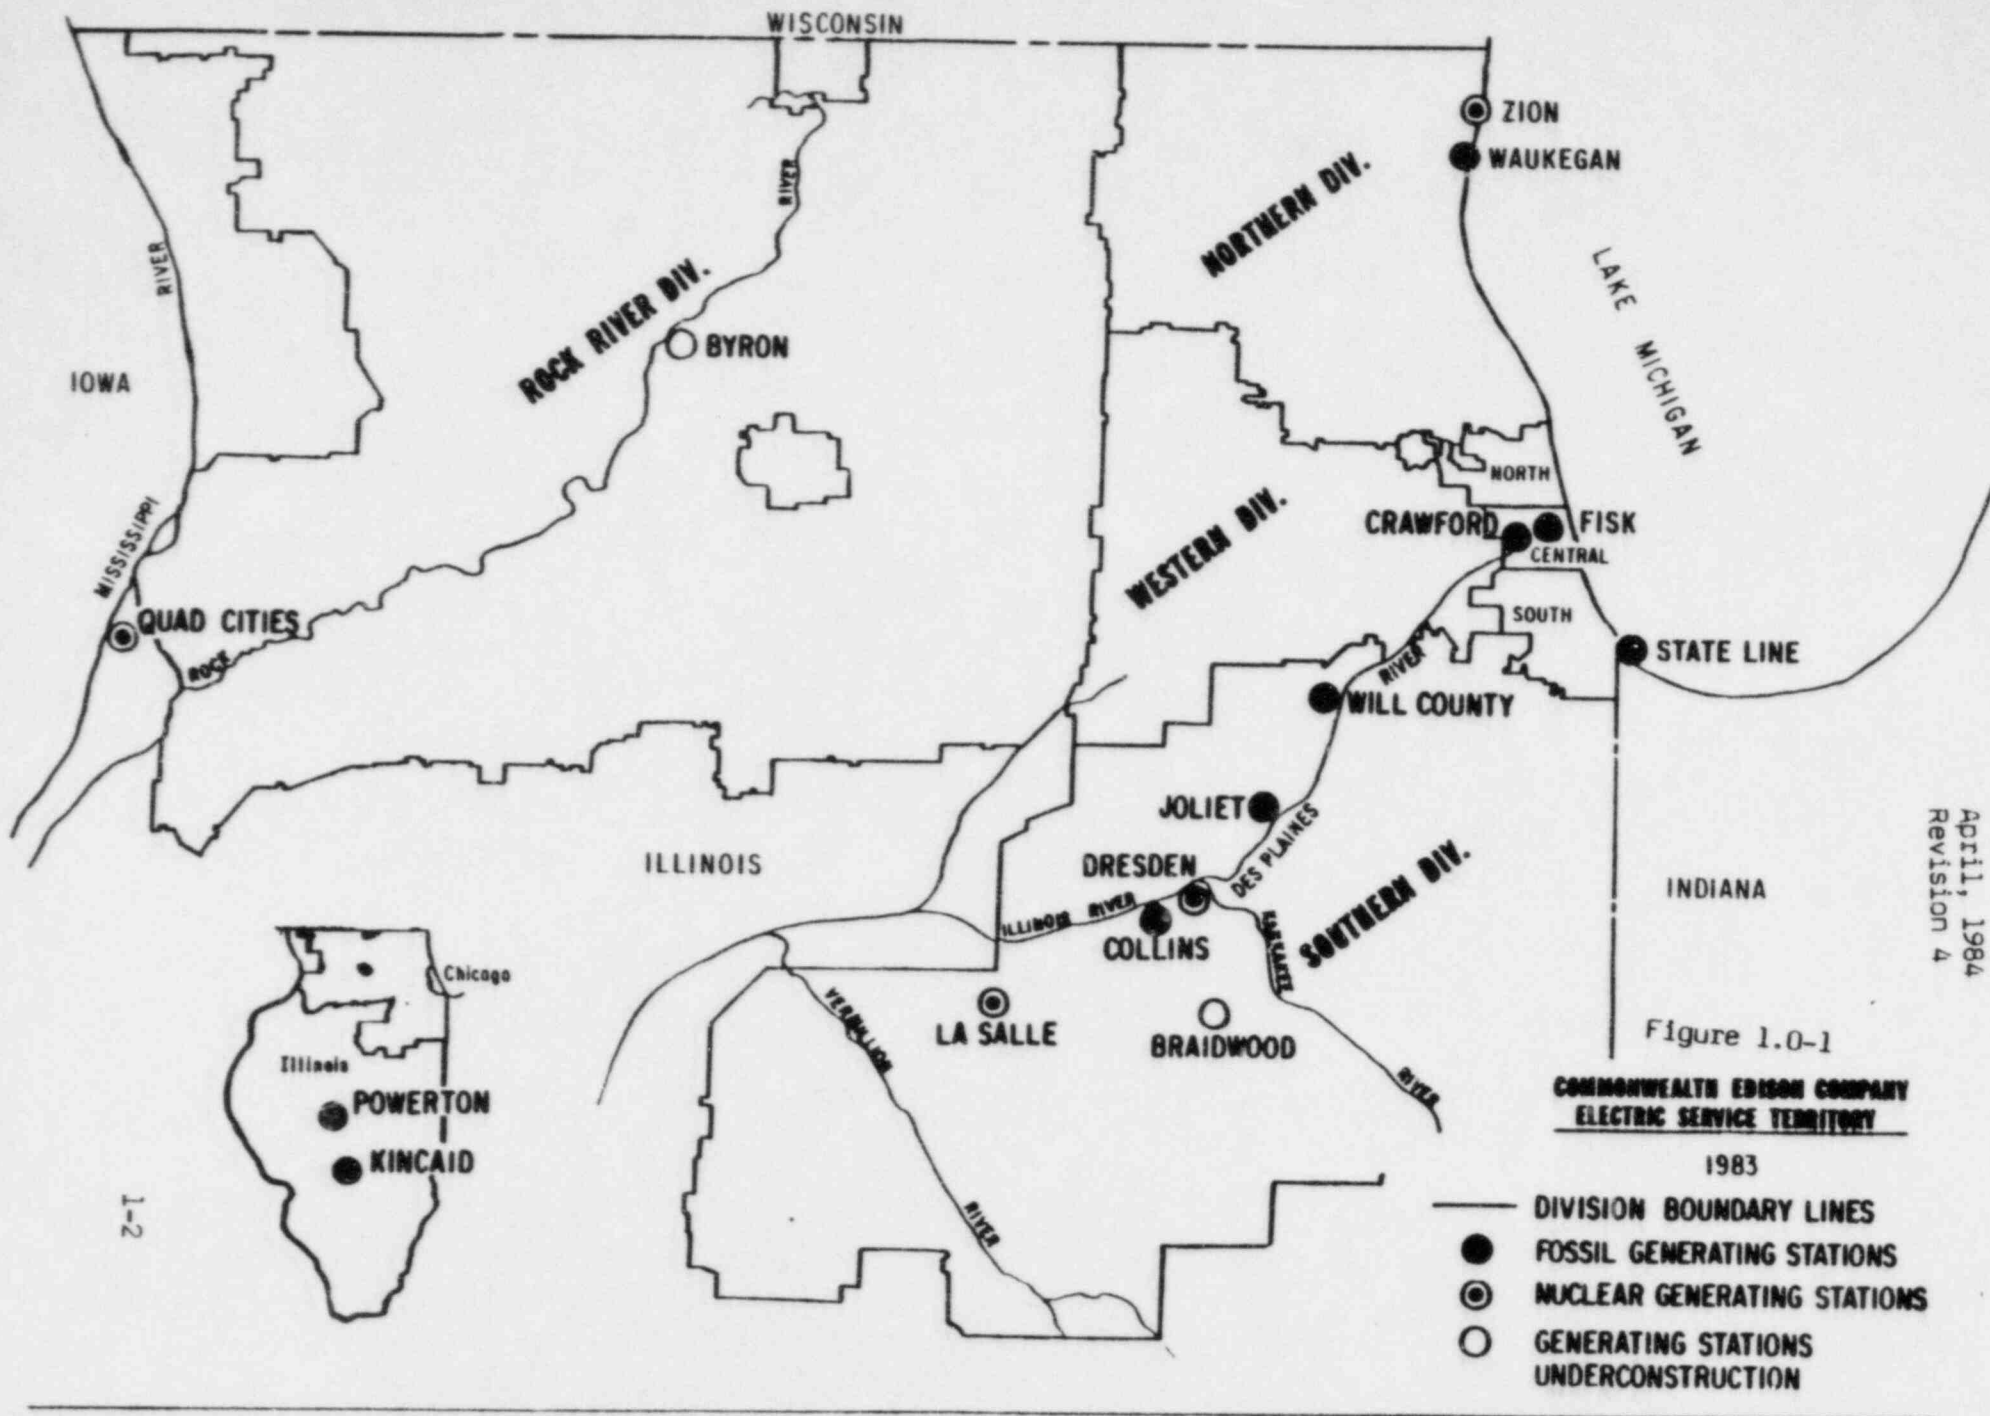 WISCONSIN
ZION
WAUKEGAN
NORTHERN DIV.
RIVER
RIVER
LAKE MICHIGAN
ROCK RIVER DIV.
BYRON
IOWA
NORTH
CRAWFORD
FISK
CENTRAL
WESTERN DIV.
MISSISSIPPI
QUAD CITIES
SOUTH
ROCK
RIVER
STATE LINE
WILL COUNTY
JOLIET
DES PLAINES
ILLINOIS
DRESDEN
SOUTHERN DIV.
INDIANA
April, 1984
Revision 4
ILLINOIS RIVER
COLLINS
KANKAKEE
Chicago
VERMILLION
LA SALLE
BRAIDWOOD
RIVER
Illinois
POWERTON
KINCAID
RIVER
1-2
Figure 1.0-1
COMMONWEALTH EDISON COMPANY
ELECTRIC SERVICE TERRITORY
1983
DIVISION BOUNDARY LINES
FOSSIL GENERATING STATIONS
NUCLEAR GENERATING STATIONS
GENERATING STATIONS
UNDERCONSTRUCTION